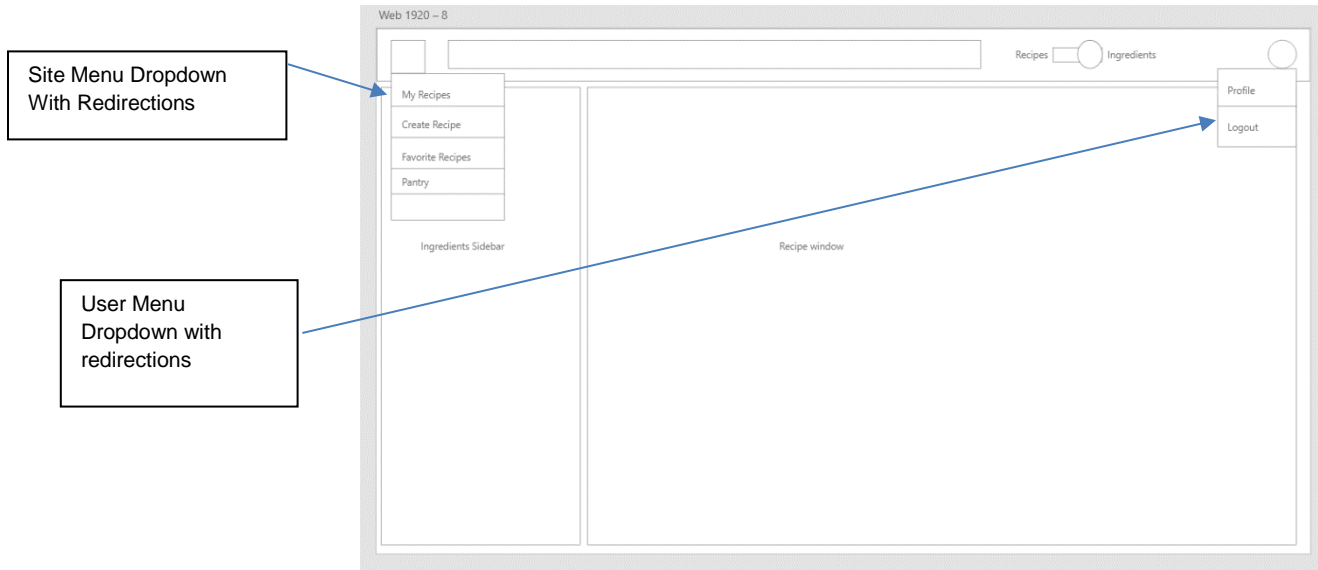 Web 1920 – 8
Site Menu Dropdown
With Redirections
Recipes
Ingredients
My Recipes
Create Recipe
Favorite Recipes
Pantry
Profile
Logout
Ingredients Sidebar
Recipe window
User Menu
Dropdown with
redirections